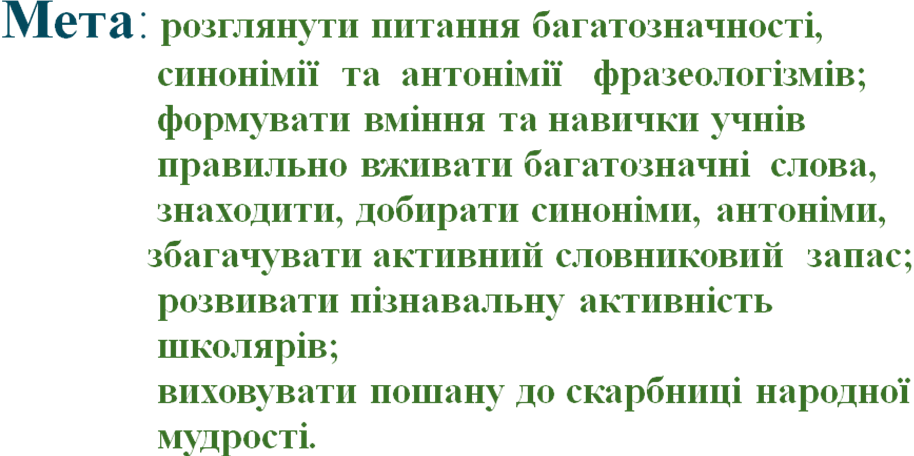 Мета: розглянути питання багатозначності,
синонімії та антонімії фразеологізмів;
формувати вміння та навички учнів
правильно вживати багатозначні слова,
знаходити, добирати синоніми, антоніми,
збагачувати активний словниковий запас;
розвивати пізнавальну активність
школярів;
виховувати пошану до скарбниці народної
мудрості.